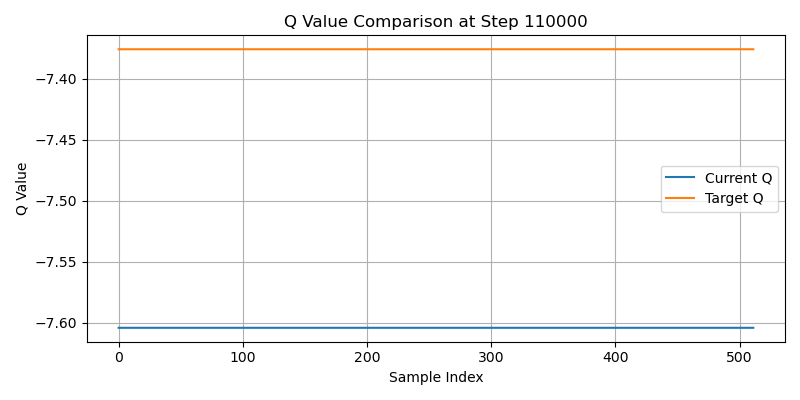 Q Value Comparison at Step 110000
−7.40
−7.45
−7.50
−7.55
−7.60
Q Value
Current Q
Target Q
0 100 200 300 400 500
Sample Index